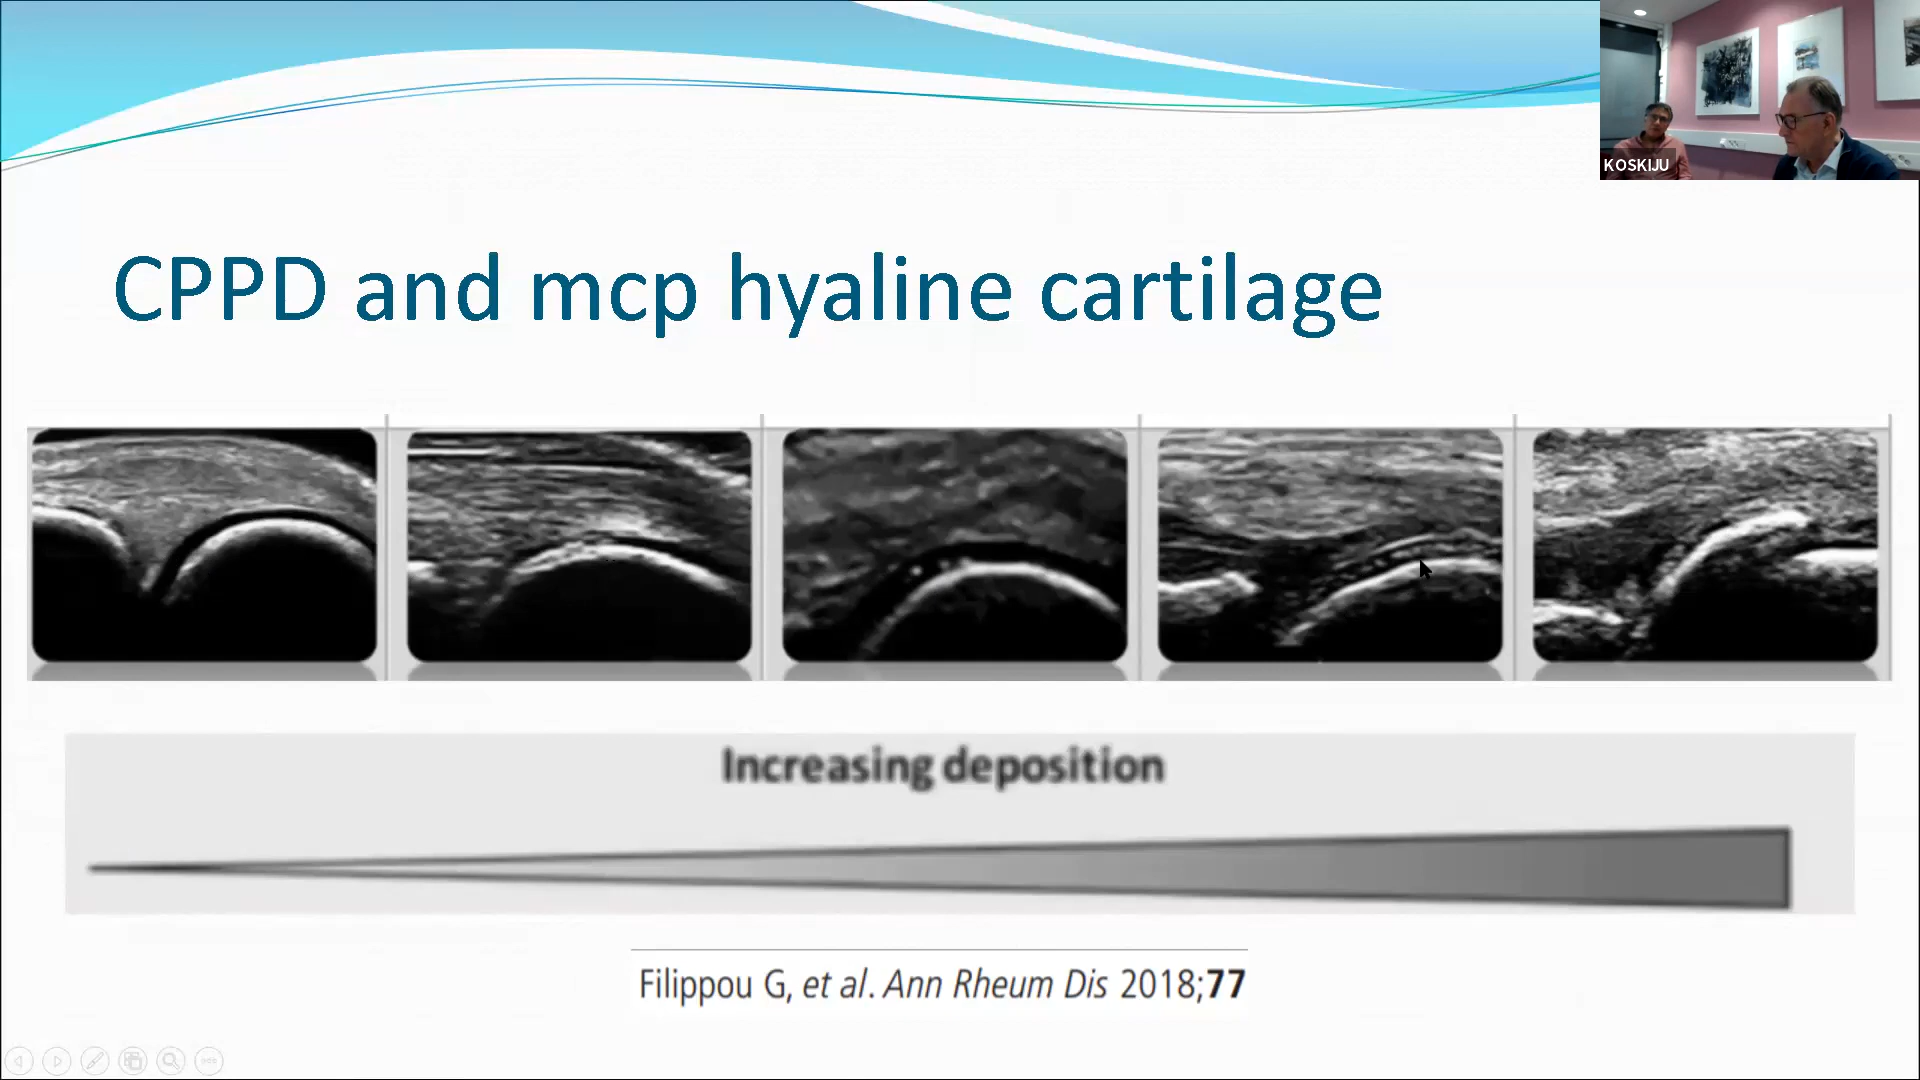 KOSKIJU
CPPD and mcp hyaline cartilage
Increasing deposition
Filippou G, et al. Ann Rheum Dis 2018;77